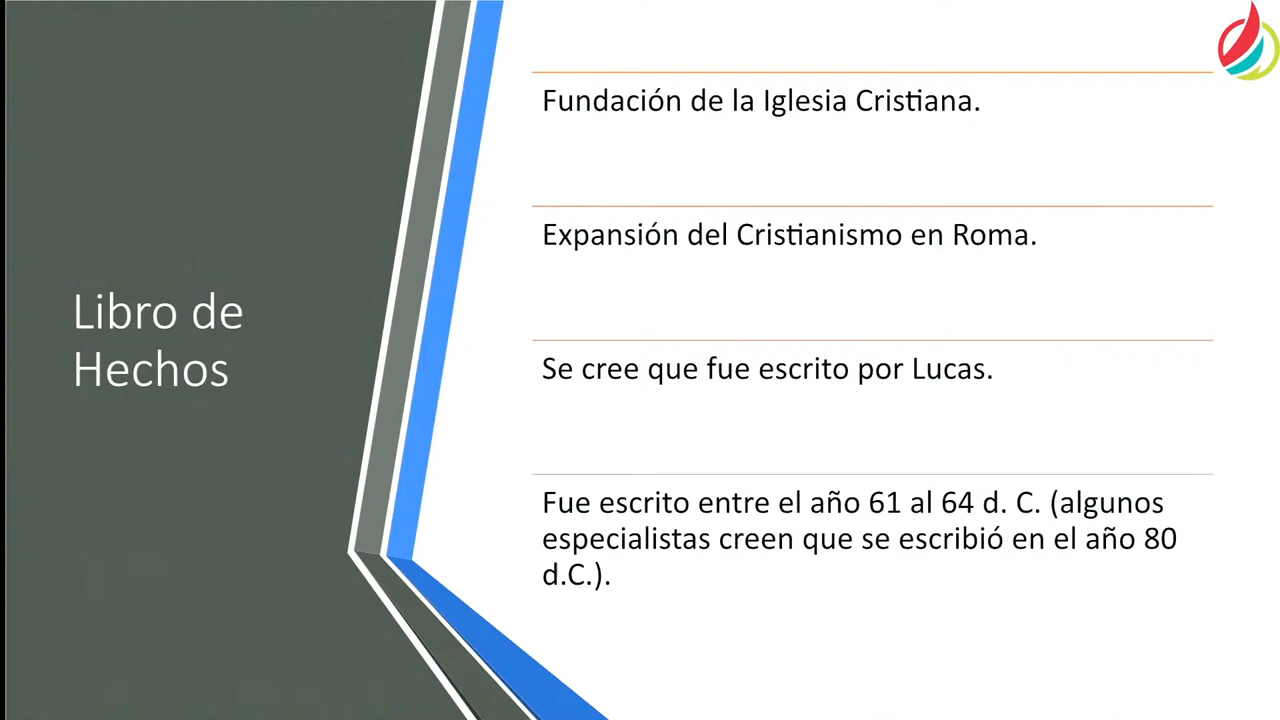 Libro de
Hechos
Fundación de la Iglesia Cristiana.
Expansión del Cristianismo en Roma.
Se cree que fue escrito por Lucas.
Fue escrito entre el año 61 al 64 d. C. (algunos
especialistas creen que se escribió en el año 80
d.C.).